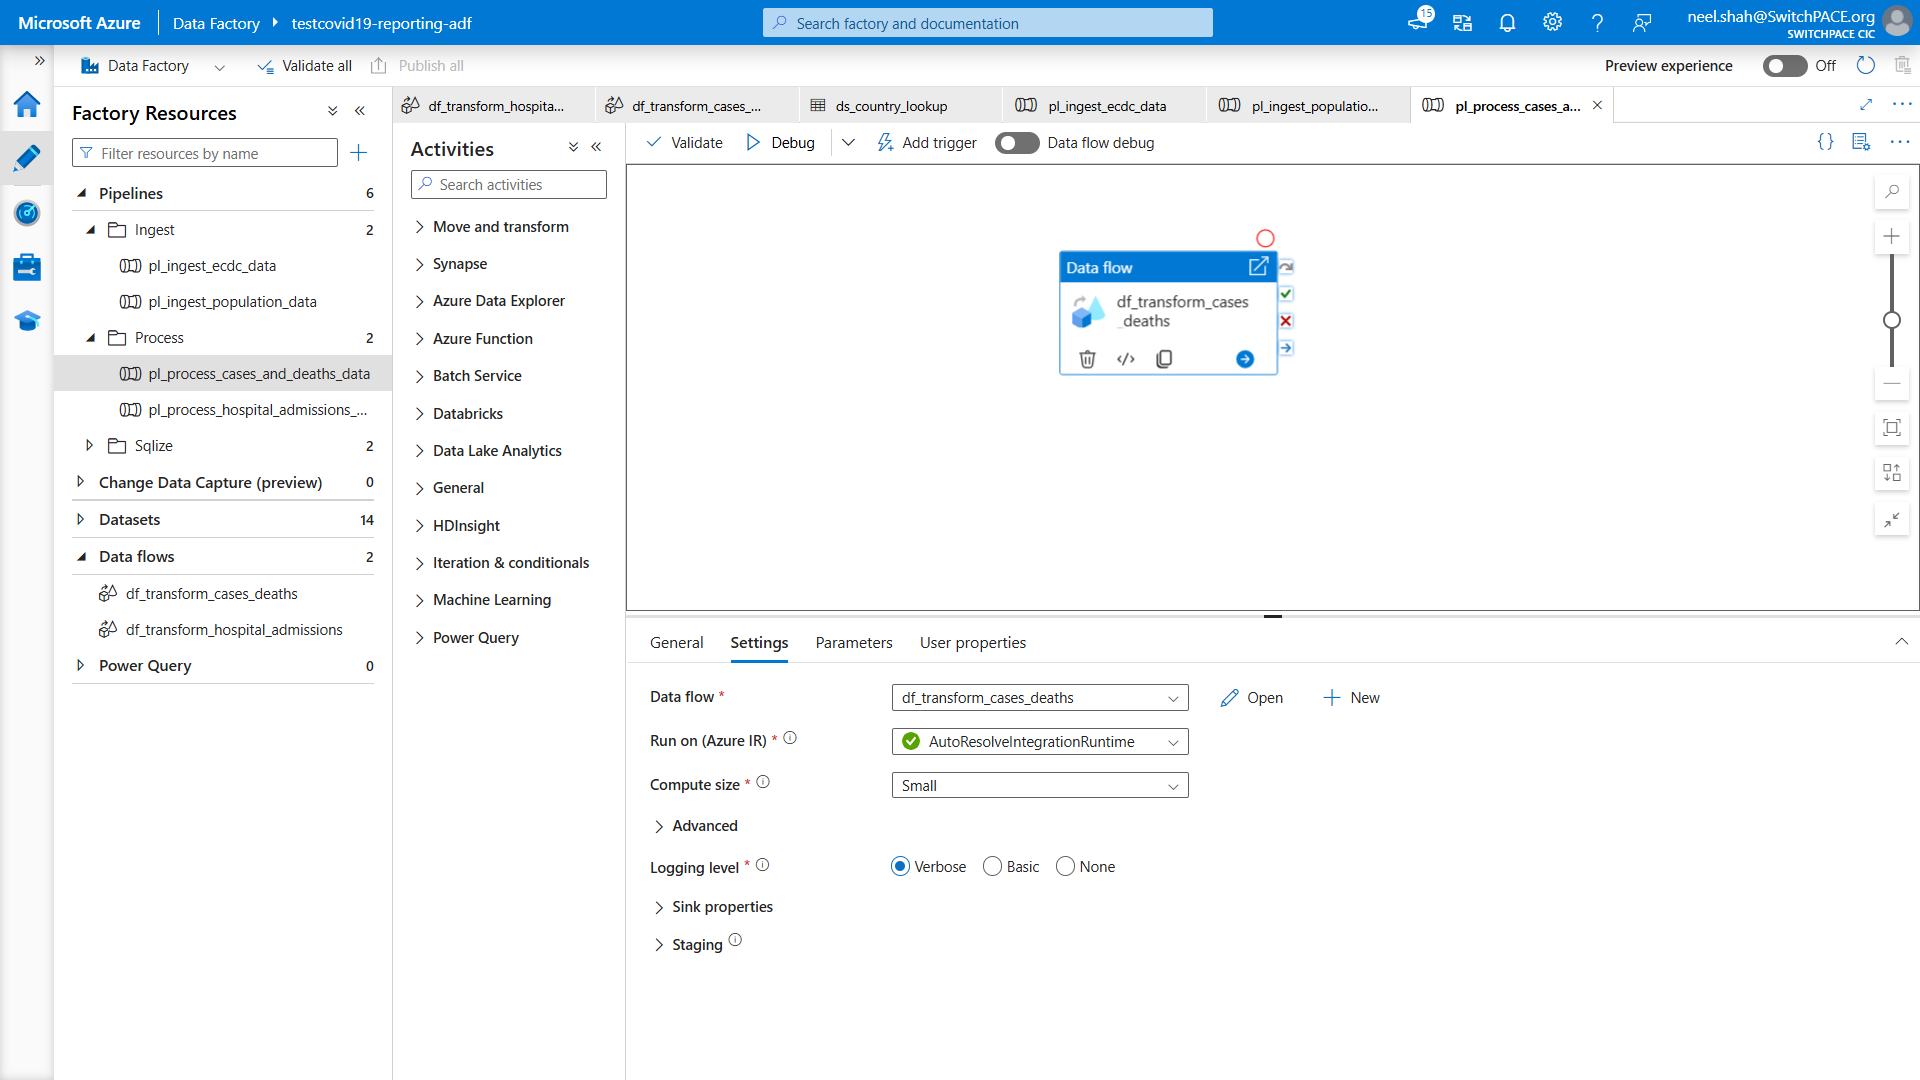 Microsoft Azure
Data Factory
testcovid19-reporting-adf
Search factory and documentation
15
neel.shah@SwitchPACE.org
SWITCHPACE CIC
Data Factory
Validate all
Publish all
Preview experience
Off
Factory Resources
Filter resources by name
Pipelines
6
Ingest
2
pl_ingest_ecdc_data
pl_ingest_population_data
Process
2
pl_process_cases_and_deaths_data
pl_process_hospital_admissions_...
Sqlize
2
Change Data Capture (preview)
0
Datasets
14
Data flows
2
df_transform_cases_deaths
df_transform_hospital_admissions
Power Query
0
df_transform_hospita...
df_transform_cases_...
ds_country_lookup
pl_ingest_ecdc_data
pl_ingest_populatio...
pl_process_cases_a...
Activities
Search activities
Move and transform
Synapse
Azure Data Explorer
Azure Function
Batch Service
Databricks
Data Lake Analytics
General
HDInsight
Iteration & conditionals
Machine Learning
Power Query
Validate
Debug
Add trigger
Data flow debug
Data flow
df_transform_cases
_deaths
General
Settings
Parameters
User properties
Data flow *
df_transform_cases_deaths
Open
New
Run on (Azure IR) *
AutoResolveIntegrationRuntime
Compute size *
Small
Advanced
Logging level *
Verbose
Basic
None
Sink properties
Staging